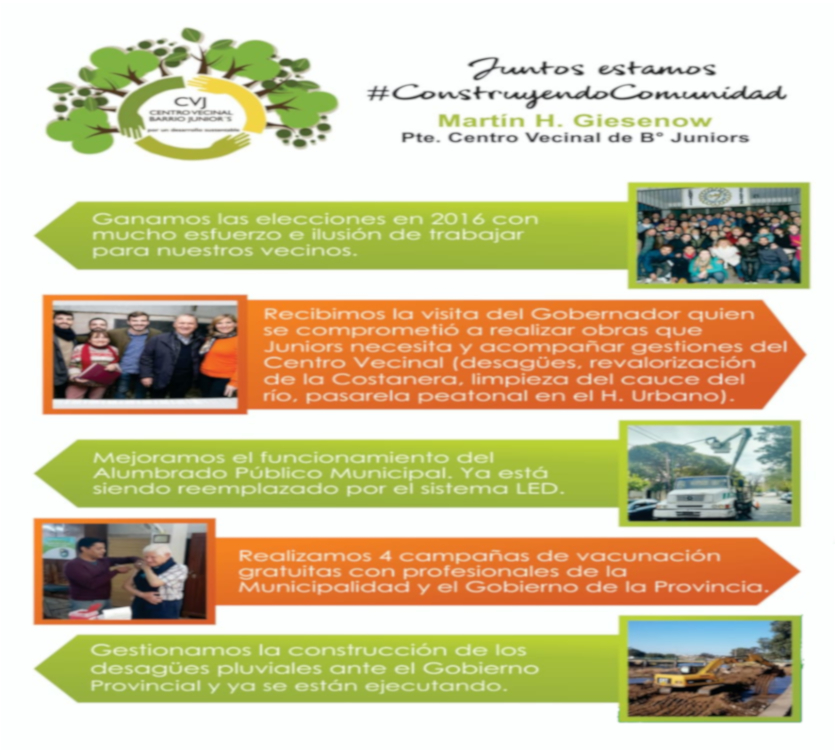 CVJ
CENTRO VECINAL
BARRIO JUNIOR´S
por un desarrollo sustentable
Juntos estamos
#ConstruyendoComunidad
Martín H. Giesenow
Pte. Centro Vecinal de B° Juniors
Ganamos las elecciones en 2016 con
mucho esfuerzo e ilusión de trabajar
para nuestros vecinos.
Recibimos la visita del Gobernador quien
se comprometió a realizar obras que
Juniors necesita y acompañar gestiones del
Centro Vecinal (desagües, revalorización
de la Costanera, limpieza del cauce del
río, pasarela peatonal en el H. Urbano).
Mejoramos el funcionamiento del
Alumbrado Público Municipal. Ya está
siendo reemplazado por el sistema LED.
Realizamos 4 campañas de vacunación
gratuitas con profesionales de la
Municipalidad y el Gobierno de la Provincia.
Gestionamos la construcción de los
desagües pluviales ante el Gobierno
Provincial y ya se están ejecutando.